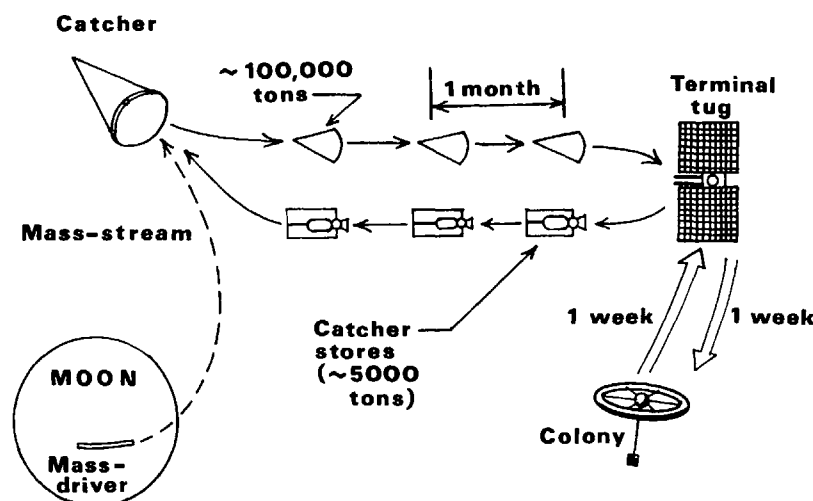 Catcher
~100,000
tons
1 month
Terminal
tug
Mass-stream
Catcher
stores
(~5000
tons)
1 week
1 week
MOON
Mass-
driver
Colony